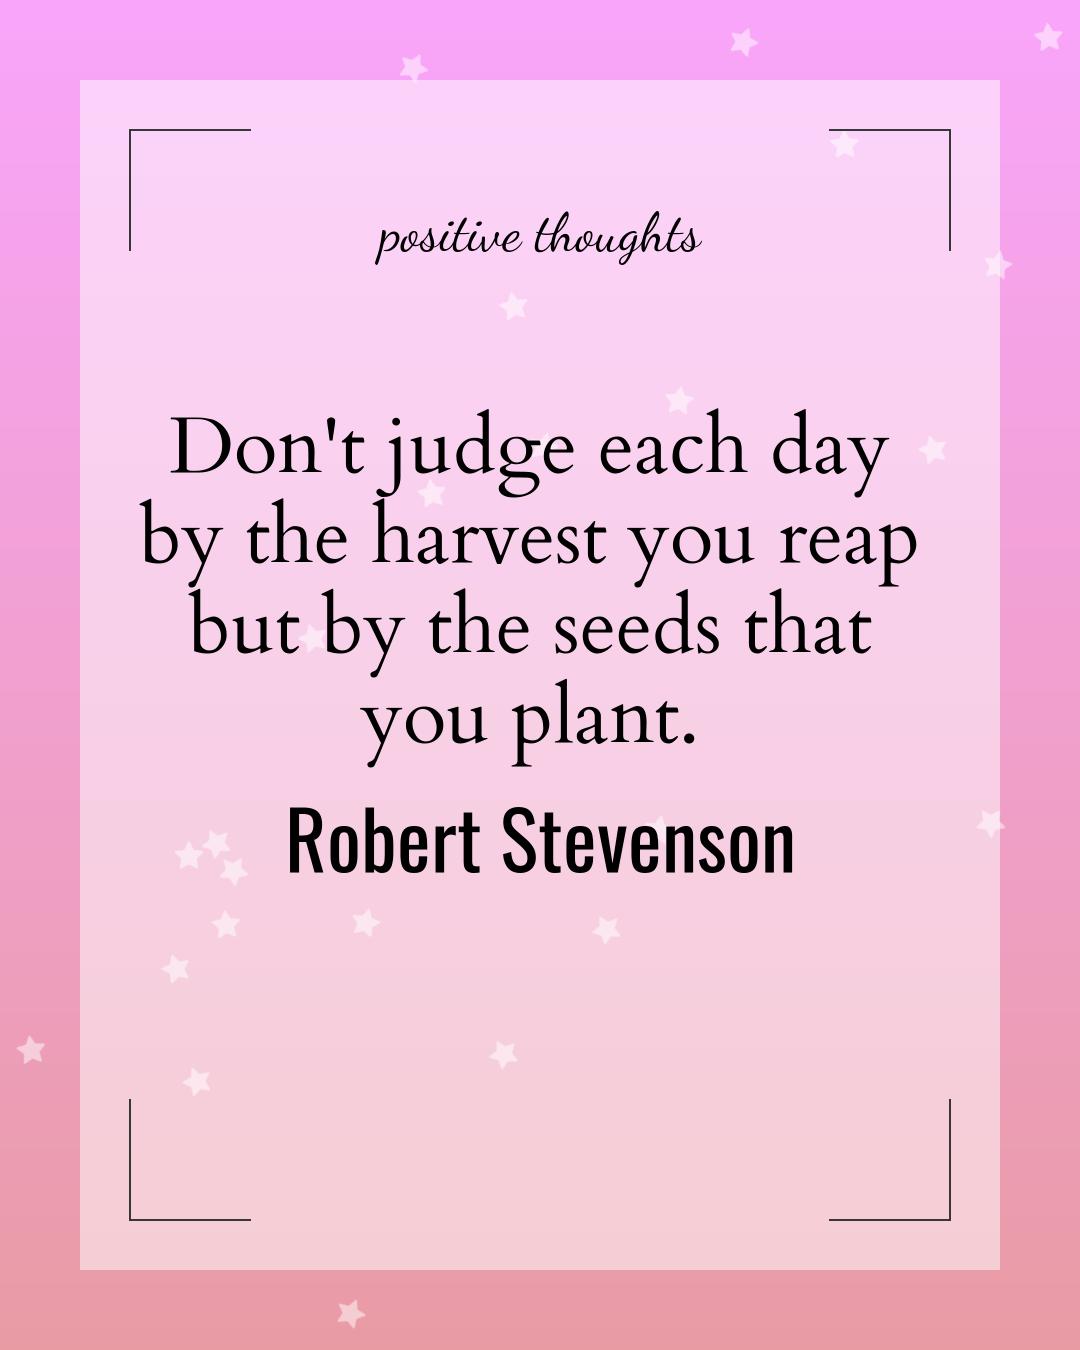 positive thoughts
Don't judge each day
by the harvest you reap
but by the seeds that
you plant.
Robert Stevenson